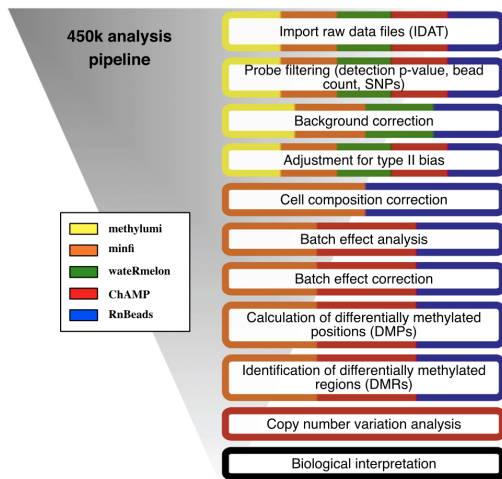 450k analysis
pipeline
Import raw data files (IDAT)
Probe filtering (detection p-value, bead
count, SNPs)
Background correction
Adjustment for type II bias
Cell composition correction
Batch effect analysis
Batch effect correction
Calculation of differentially methylated
positions (DMPs)
Identification of differentially methylated
regions (DMRs)
Copy number variation analysis
Biological interpretation
methylumi
minfi
wateRmelon
ChAMP
RnBeads